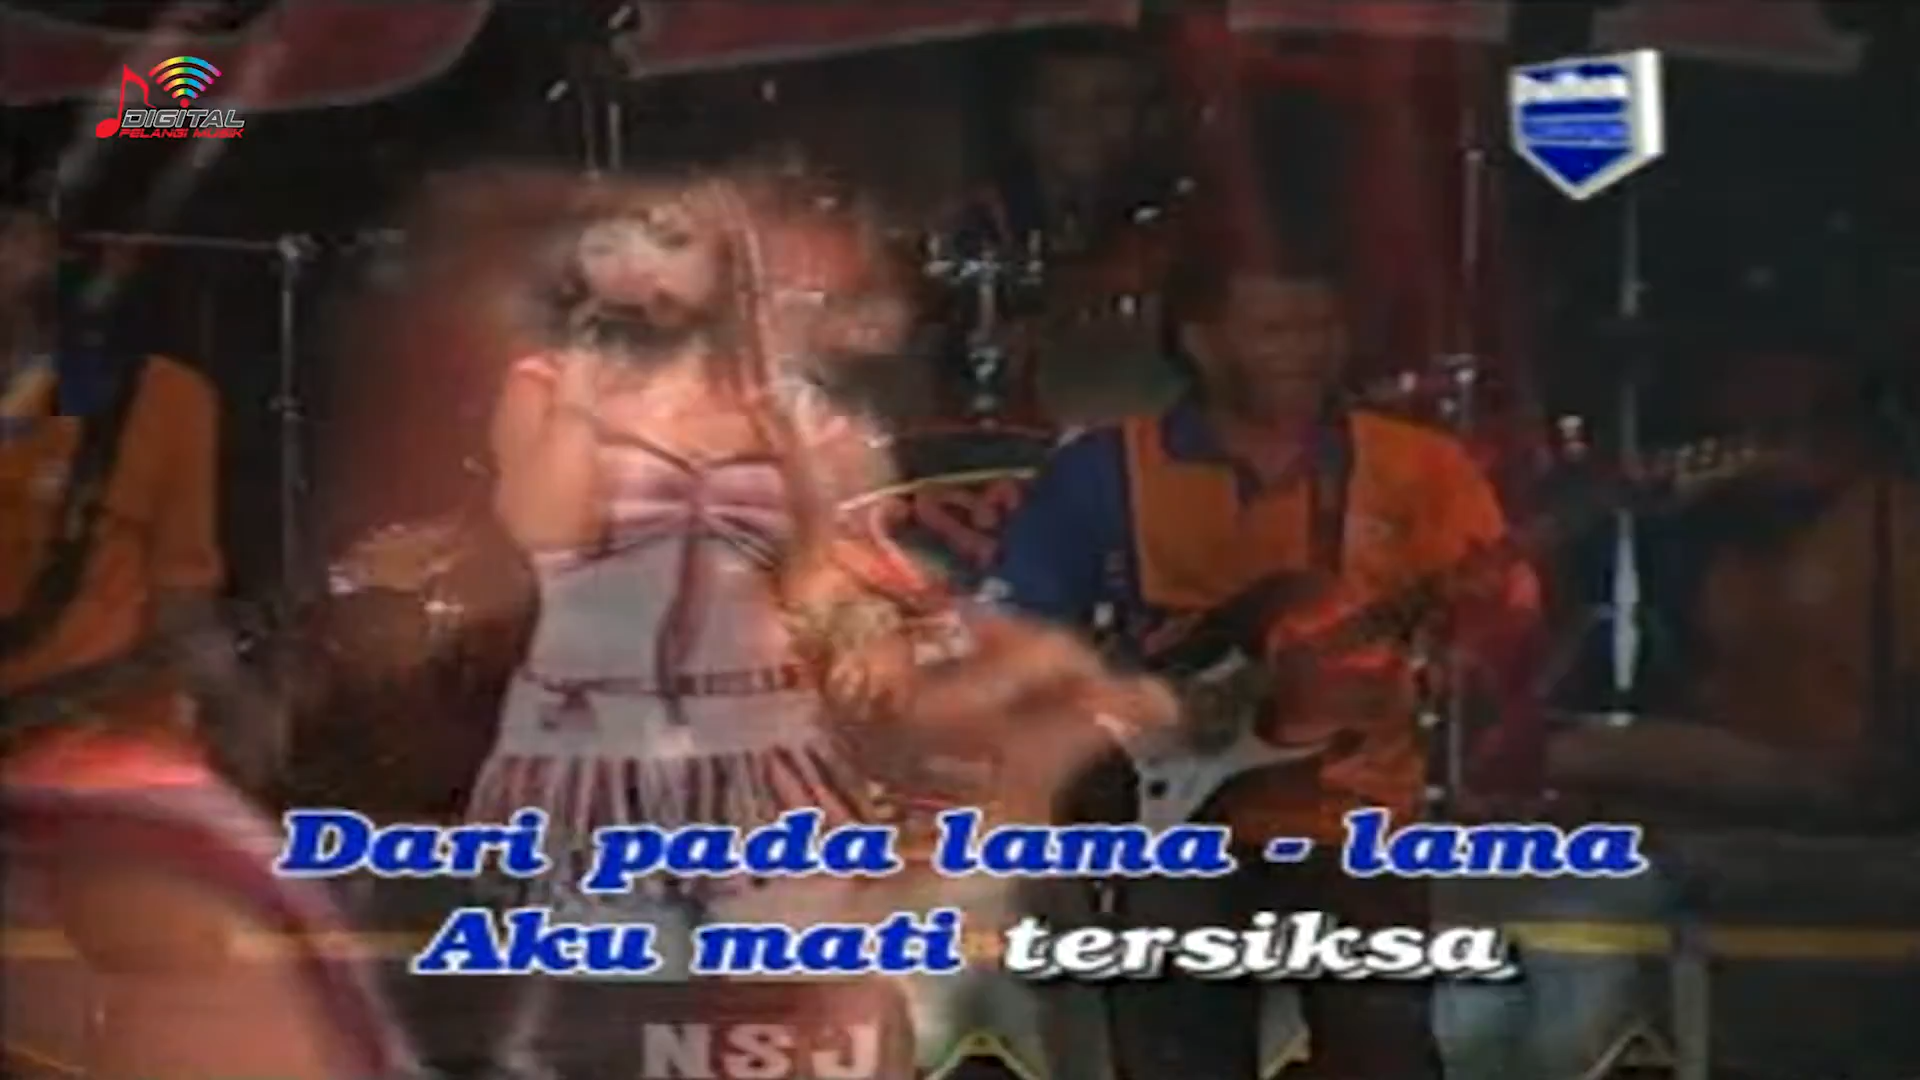 DIGITAL
PELANGI MUSIK
Dari pada lama - lama
Aku mati tersiksa
NSJ